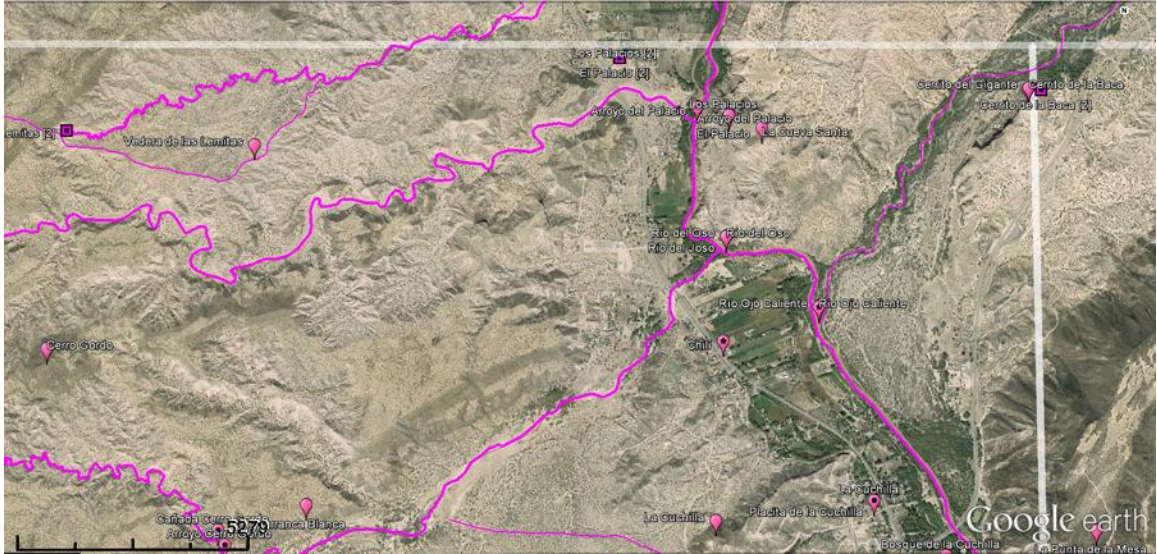 N
Los Palacios [2]
El Palacio [2]
Cerrito del Gigante
Cerrito de la Baca
Cerrito de la Baca [2]
Los Palacios
Arroyo del Palacio
Arroyo del Palacio
El Palacio
La Cueva Santa
Vedera de las Lemitas
emitas [2]
Rio del Oso
Rio del Oso
Rio del Joso
Rio Ojo Caliente
Rio Ojo Caliente
Cerro Gordo
Chili
La Cuchilla
Placita de la Cuchilla
La Cuchilla
Cañada Cerro Gordo
Arroyo Cerro Gordo
5279
arranca Blanca
Bosque de la Cuchilla
Google earth
Punta de la Mesa